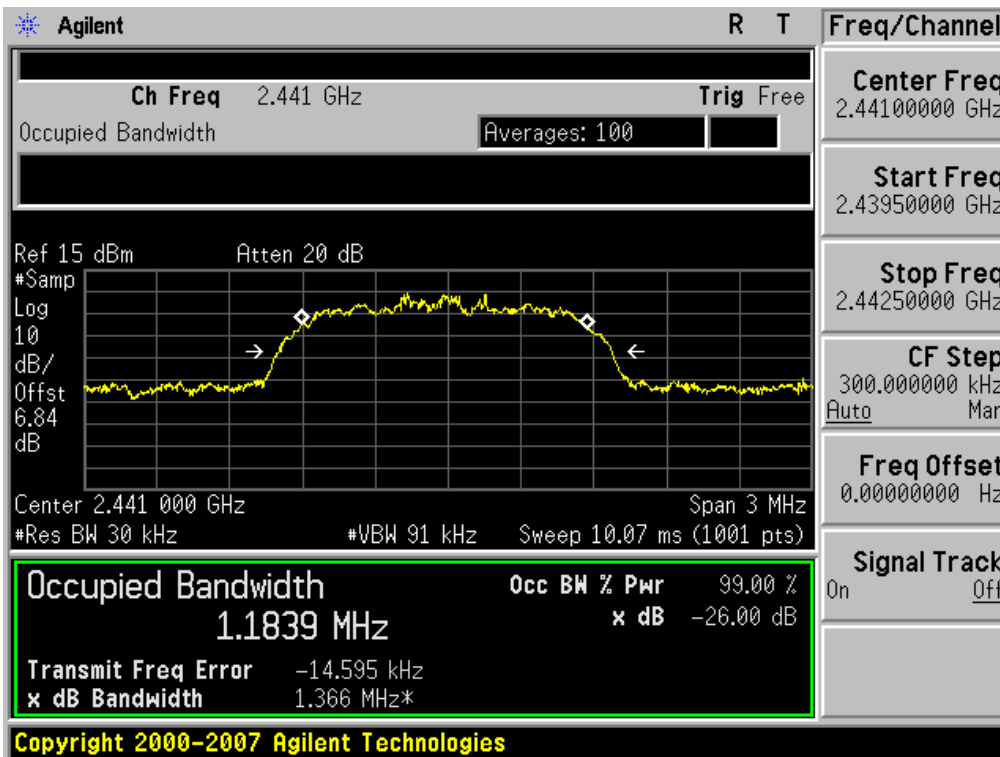 Agilent R T
Ch Freq 2.441 GHz Trig Free
Occupied Bandwidth Averages: 100
Ref 15 dBm Atten 20 dB
#Samp
Log
10
dB/
Offst
6.84
dB
Center 2.441 000 GHz Span 3 MHz
#Res BW 30 kHz #VBW 91 kHz Sweep 10.07 ms (1001 pts)
Occupied Bandwidth Occ BW % Pwr 99.00 %
1.1839 MHz x dB -26.00 dB
Transmit Freq Error -14.595 kHz
x dB Bandwidth 1.366 MHz*
Copyright 2000-2007 Agilent Technologies
Freq/Channel
Center Freq
2.44100000 GHz
Start Freq
2.43950000 GHz
Stop Freq
2.44250000 GHz
CF Step
300.000000 kHz
Auto Man
Freq Offset
0.00000000 Hz
Signal Track
On Off